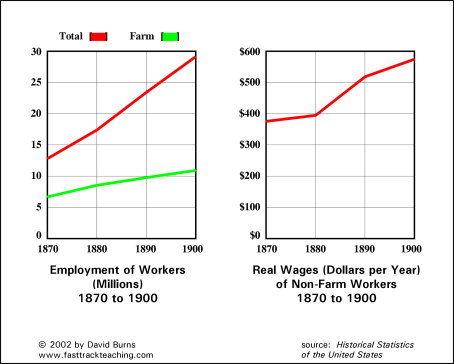 Total Farm
30
25
20
15
10
5
0
1870 1880 1890 1900
Employment of Workers
(Millions)
1870 to 1900
$600
$500
$400
$300
$200
$100
$0
1870 1880 1890 1900
Real Wages (Dollars per Year)
of Non-Farm Workers
1870 to 1900
© 2002 by David Burns
www.fasttrackteaching.com
source: Historical Statistics
of the United States